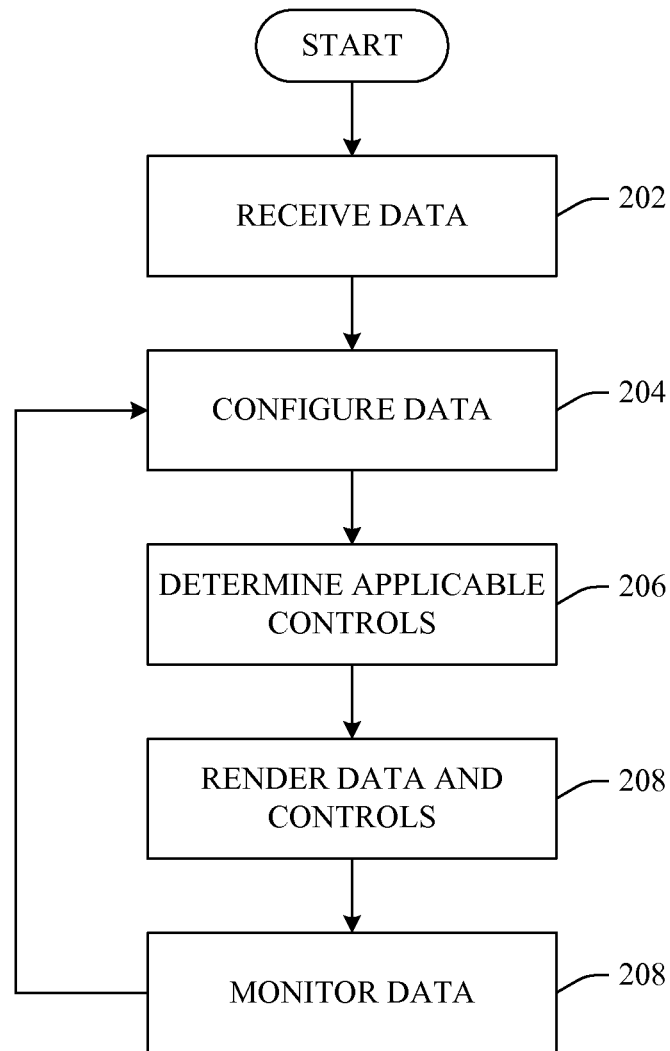 START
RECEIVE DATA
202
CONFIGURE DATA
204
DETERMINE APPLICABLE
CONTROLS
206
RENDER DATA AND
CONTROLS
208
MONITOR DATA
208